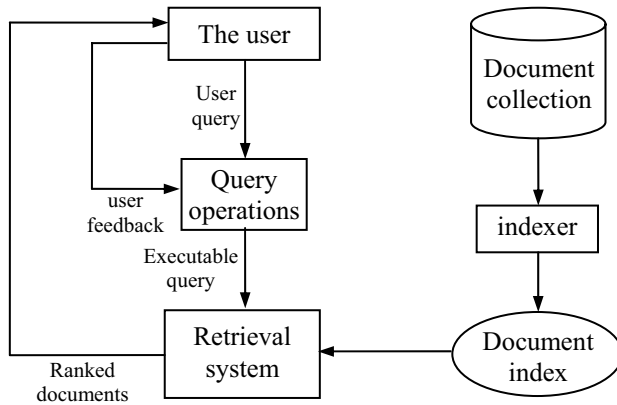 The user
User
query
user
feedback
Query
operations
Executable
query
Retrieval
system
Ranked
documents
Document
collection
indexer
Document
index